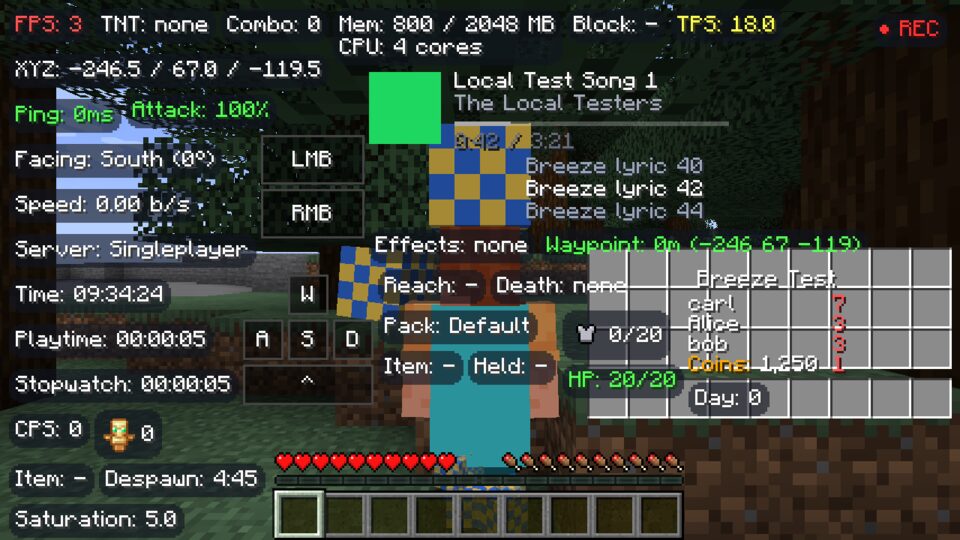 FPS: 3 TNT: none Combo: 0 Mem: 800 / 2048 MB Block: - TPS: 18.0
REC
CPU: 4 cores
XYZ: -246.5 / 67.0 / -119.5
Local Test Song 1
The Local Testers
Ping: 0ms Attack: 100%
0:42 / 3:21
Facing: South (0°)
LMB
Breeze lyric 40
Breeze lyric 42
Breeze lyric 44
Speed: 0.00 b/s
RMB
Server: Singleplayer
Effects: none Waypoint: 0m (-246 67 -119)
Time: 09:34:24
W
Reach: - Death: none
Breeze Test
carl 7
Alice 3
bob 3
Coins: 1,250 1
Playtime: 00:00:05
A S D
Pack: Default
0/20
Stopwatch: 00:00:05
^
Item: - Held: -
HP: 20/20
Day: 0
CPS: 0
0
Item: - Despawn: 4:45
Saturation: 5.0